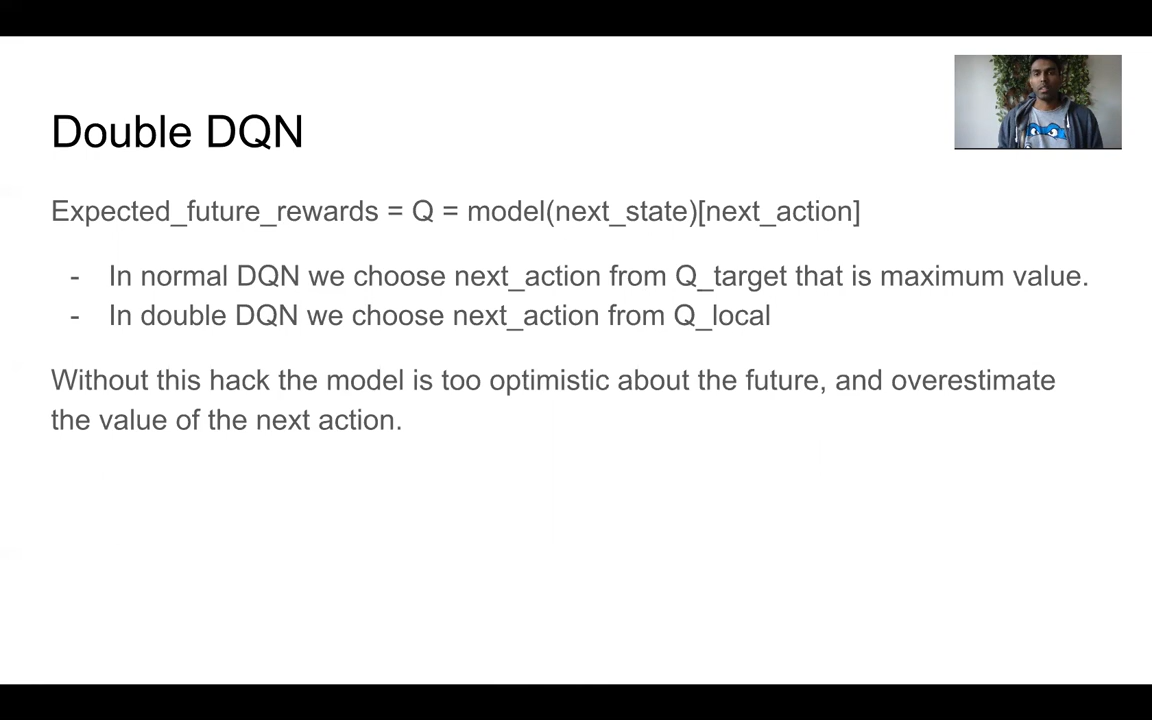 Double DQN
Expected_future_rewards = Q = model(next_state)[next_action]
- In normal DQN we choose next_action from Q_target that is maximum value.
- In double DQN we choose next_action from Q_local
Without this hack the model is too optimistic about the future, and overestimate
the value of the next action.